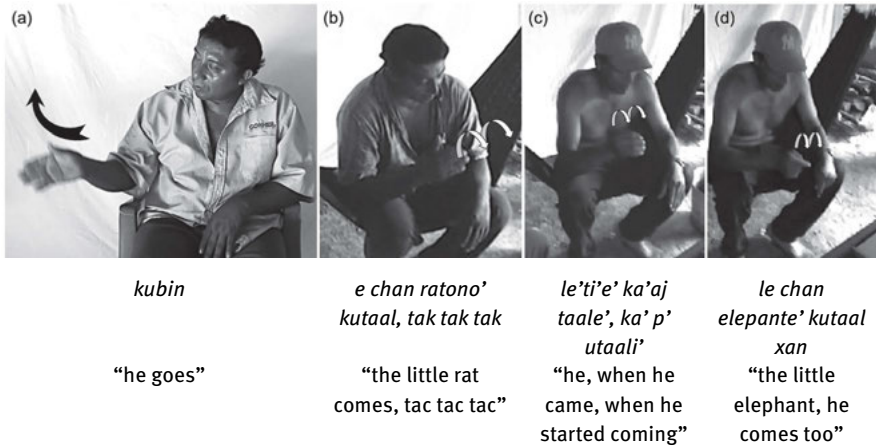 (a)
(b)
(c)
(d)
kubin
“he goes”
e chan ratono’
kutaal, tak tak tak
“the little rat
comes, tac tac tac”
le’ti’e’ ka’aj
taale’, ka’ p’
utaali’
“he, when he
came, when he
started coming”
le chan
elepante’ kutaal
xan
“the little
elephant, he
comes too”